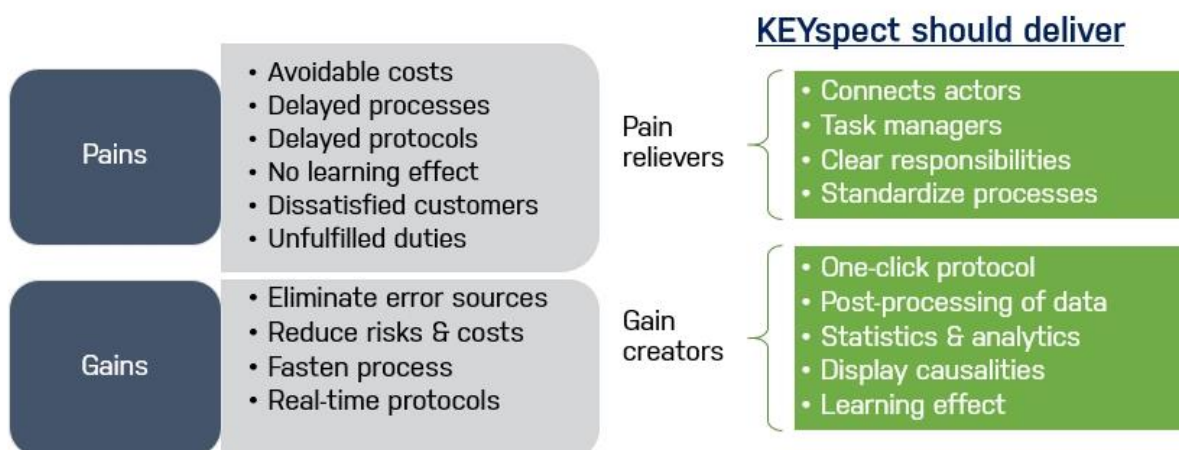 KEYspect should deliver
Pains
• Avoidable costs
• Delayed processes
• Delayed protocols
• No learning effect
• Dissatisfied customers
• Unfulfilled duties
Pain
relievers
• Connects actors
• Task managers
• Clear responsibilities
• Standardize processes
Gains
• Eliminate error sources
• Reduce risks & costs
• Fasten process
• Real-time protocols
Gain
creators
• One-click protocol
• Post-processing of data
• Statistics & analytics
• Display causalities
• Learning effect